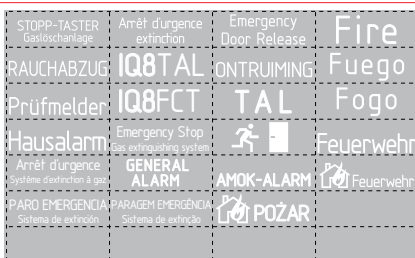 STOPP-TASTER
Gaslöschanlage
Arrêt d'urgence
extinction
Emergency
Door Release
Fire
RAUCHABZUG
IQ8TAL
ONTRUIMING
Fuego
Prüfmelder
IQ8FCT
TAL
Fogo
Hausalarm
Emergency Stop
Gas extinguishing system
Feuerwehr
Arrêt d'urgence
Système d'extinction à gaz
GENERAL
ALARM
AMOK-ALARM
Feuerwehr
PARO EMERGENCIA
Sistema de extinción
PARAGEM EMERGÊNCIA
Sistema de extinção
POŻAR